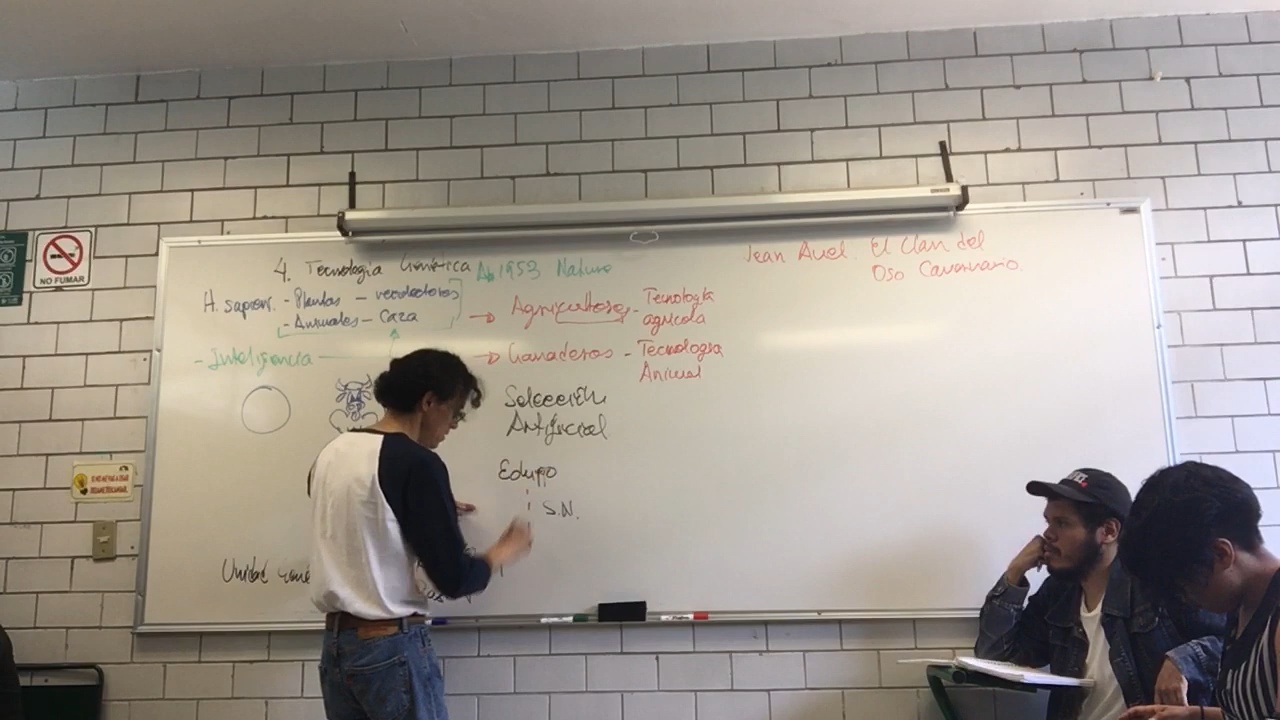 Jean Auel. El Clan del
Oso Cavernario.
4. Tecnología Genética
1953 Nature
H. sapiens. - Plantas - recolectores
- Animales - Caza
→ Agricultores - Tecnología
agrícola
- Inteligencia
→ Ganaderos - Tecnología
Animal
Selección
Artificial
S.N.
Unidad
NO FUMAR